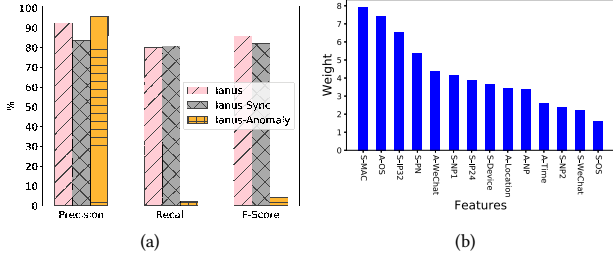 100
90
80
70
60
50
40
30
20
10
0
%
Precision
Recall
F-Score
Ianus
Ianus-Sync
Ianus-Anomaly
(a)
8
7
6
5
4
3
2
1
0
Weight
S-MAC
A-OS
S-IP32
S-PN
A-WeChat
S-NP1
S-IP24
S-Device
A-Location
A-NP
A-Time
S-NP2
S-WeChat
S-OS
Features
(b)